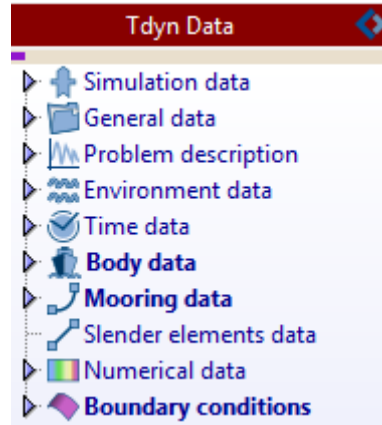 Tdyn Data
Simulation data
General data
Problem description
Environment data
Time data
Body data
Mooring data
Slender elements data
Numerical data
Boundary conditions